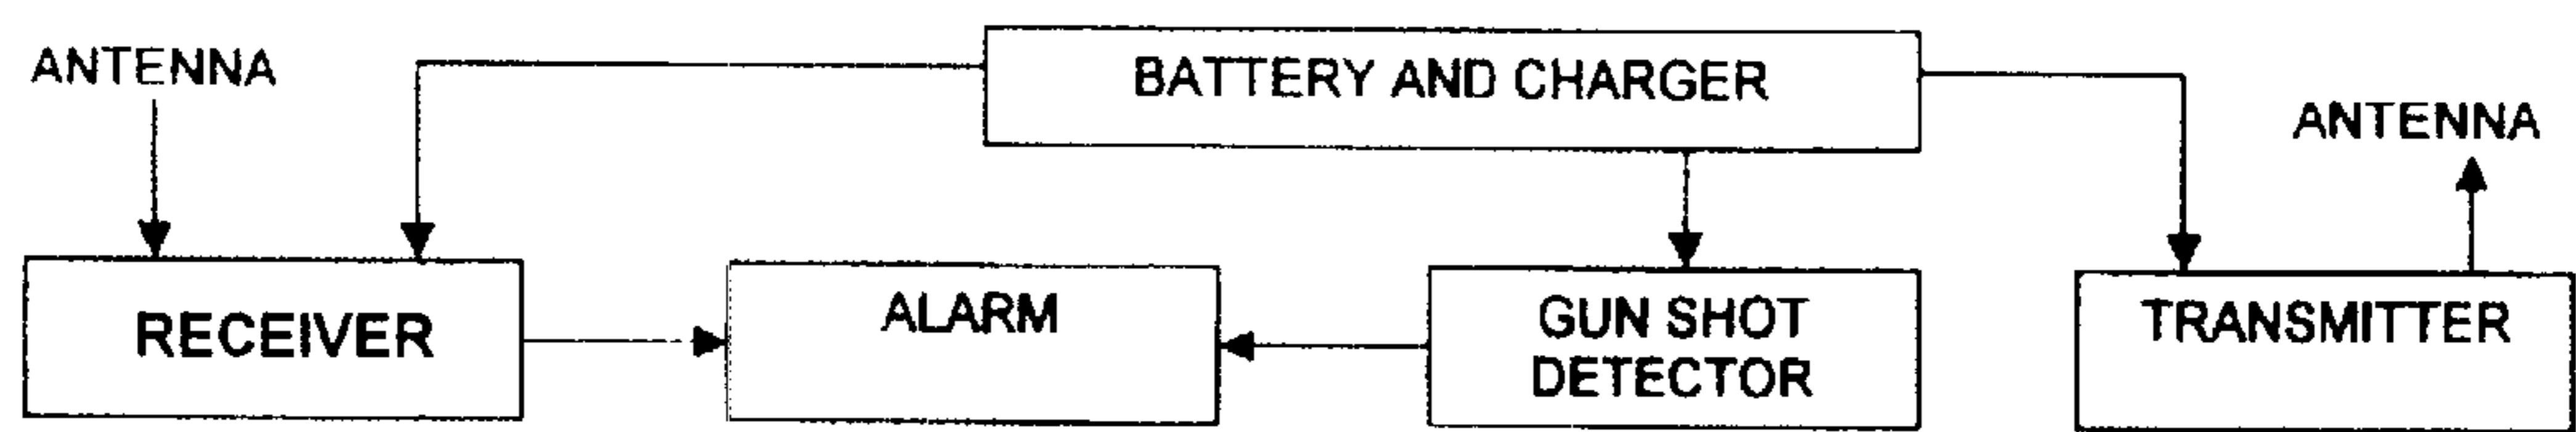 ANTENNA
BATTERY AND CHARGER
ANTENNA
RECEIVER
ALARM
GUN SHOT
DETECTOR
TRANSMITTER